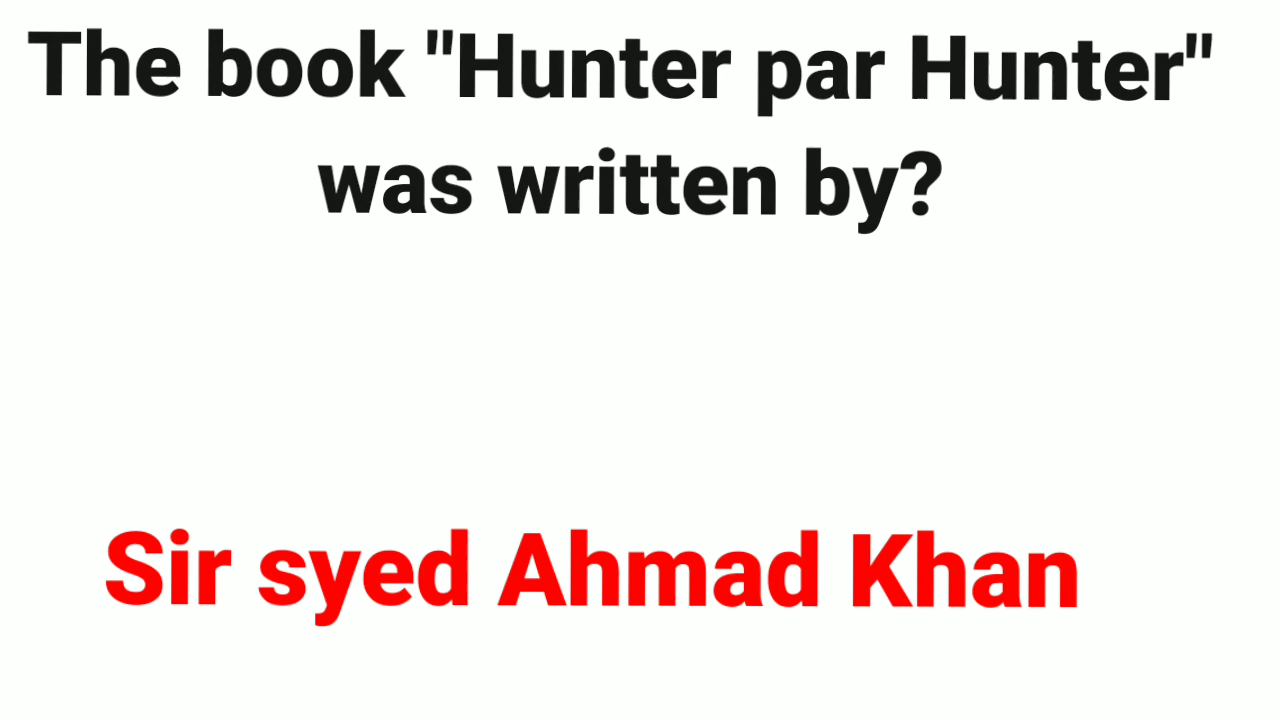 The book "Hunter par Hunter"
was written by?
Sir syed Ahmad Khan